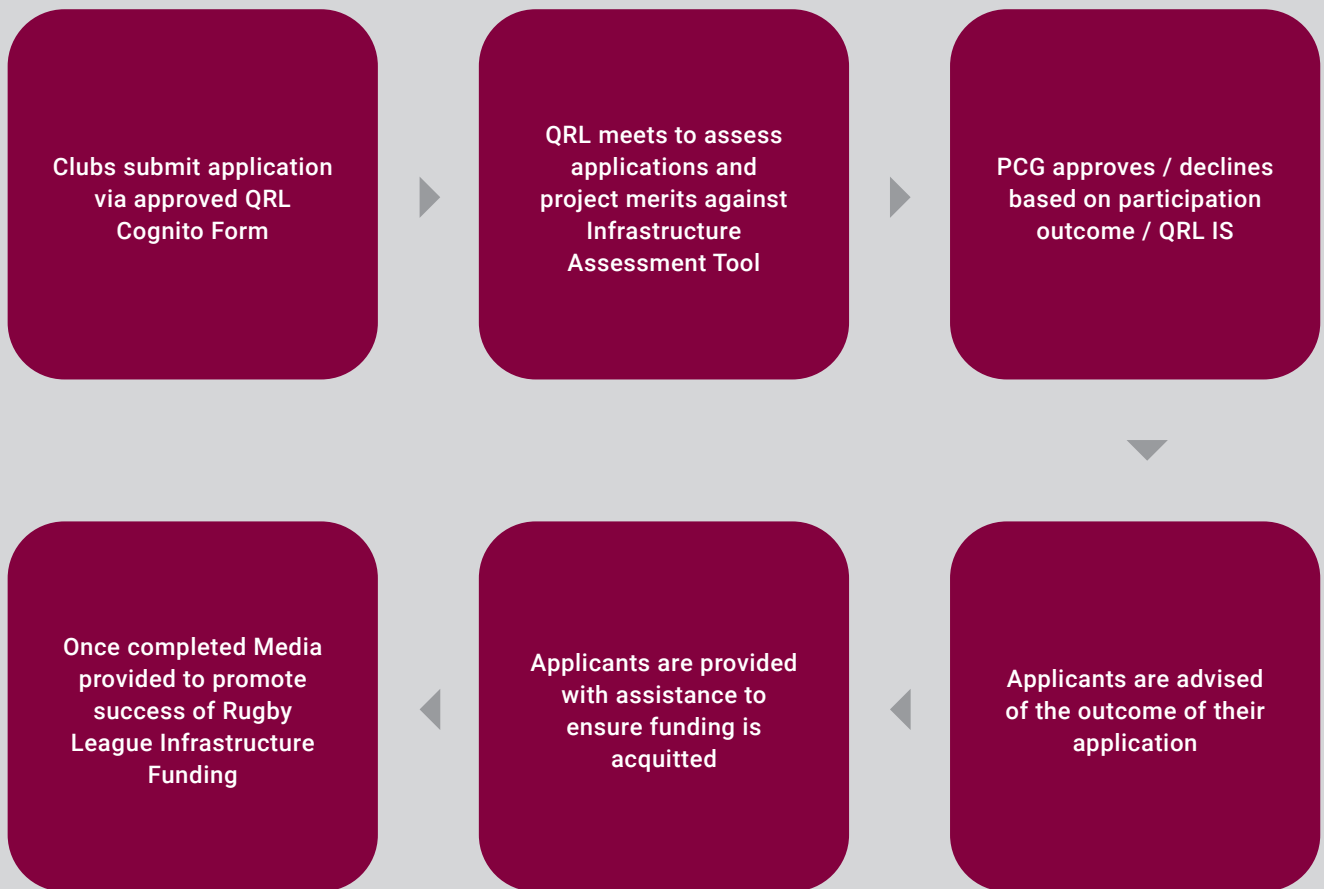 Clubs submit application
via approved QRL
Cognito Form
QRL meets to assess
applications and
project merits against
Infrastructure
Assessment Tool
PCG approves / declines
based on participation
outcome / QRL IS
Applicants are advised
of the outcome of their
application
Applicants are provided
with assistance to
ensure funding is
acquitted
Once completed Media
provided to promote
success of Rugby
League Infrastructure
Funding